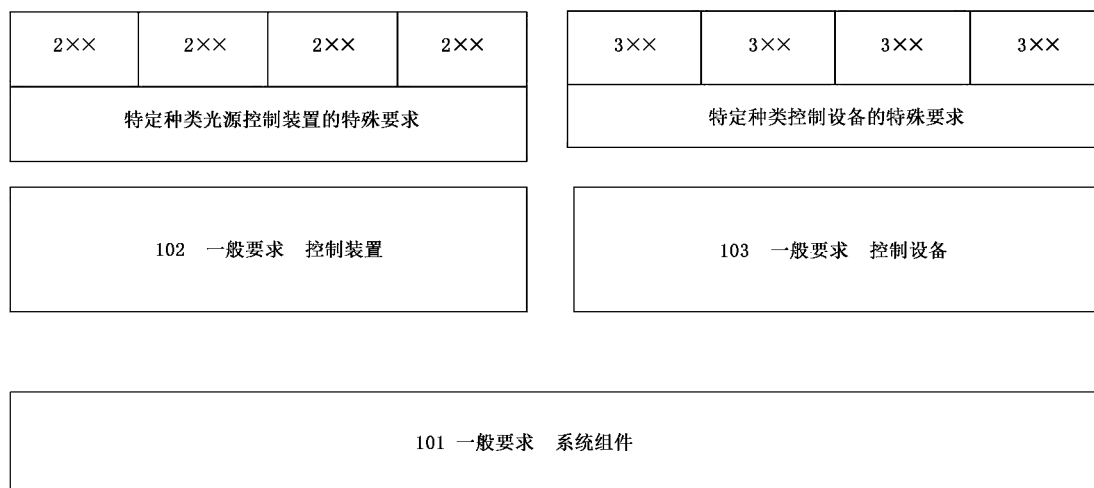 2×× 2×× 2×× 2××
特定种类光源控制装置的特殊要求
3×× 3×× 3×× 3××
特定种类控制设备的特殊要求
102 一般要求 控制装置
103 一般要求 控制设备
101 一般要求 系统组件